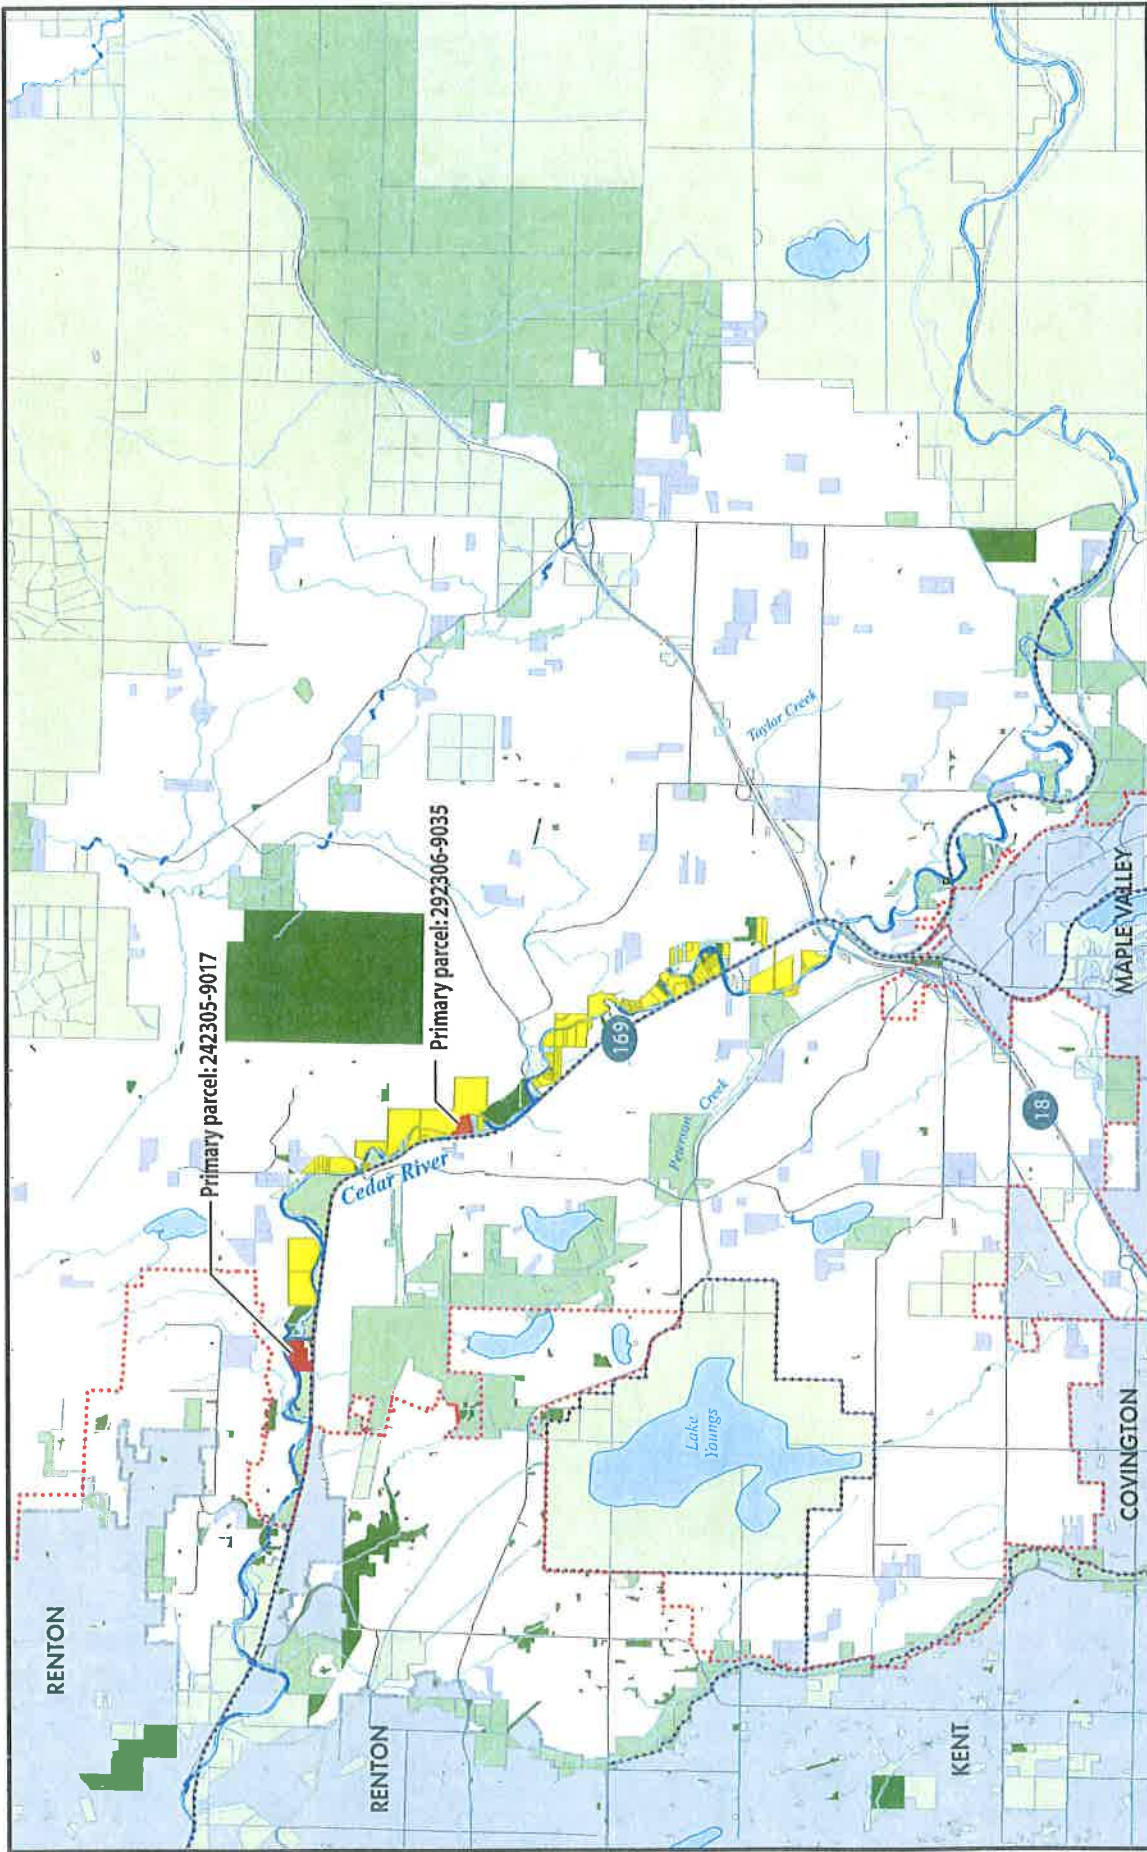 RENTON
Primary parcel: 242305-9017
Primary parcel: 292306-9035
Cedar River
169
Taylor Creek
RENTON
Peterson Creek
Lake
Youngs
18
KENT
COVINGTON
MAPLE VALLEY